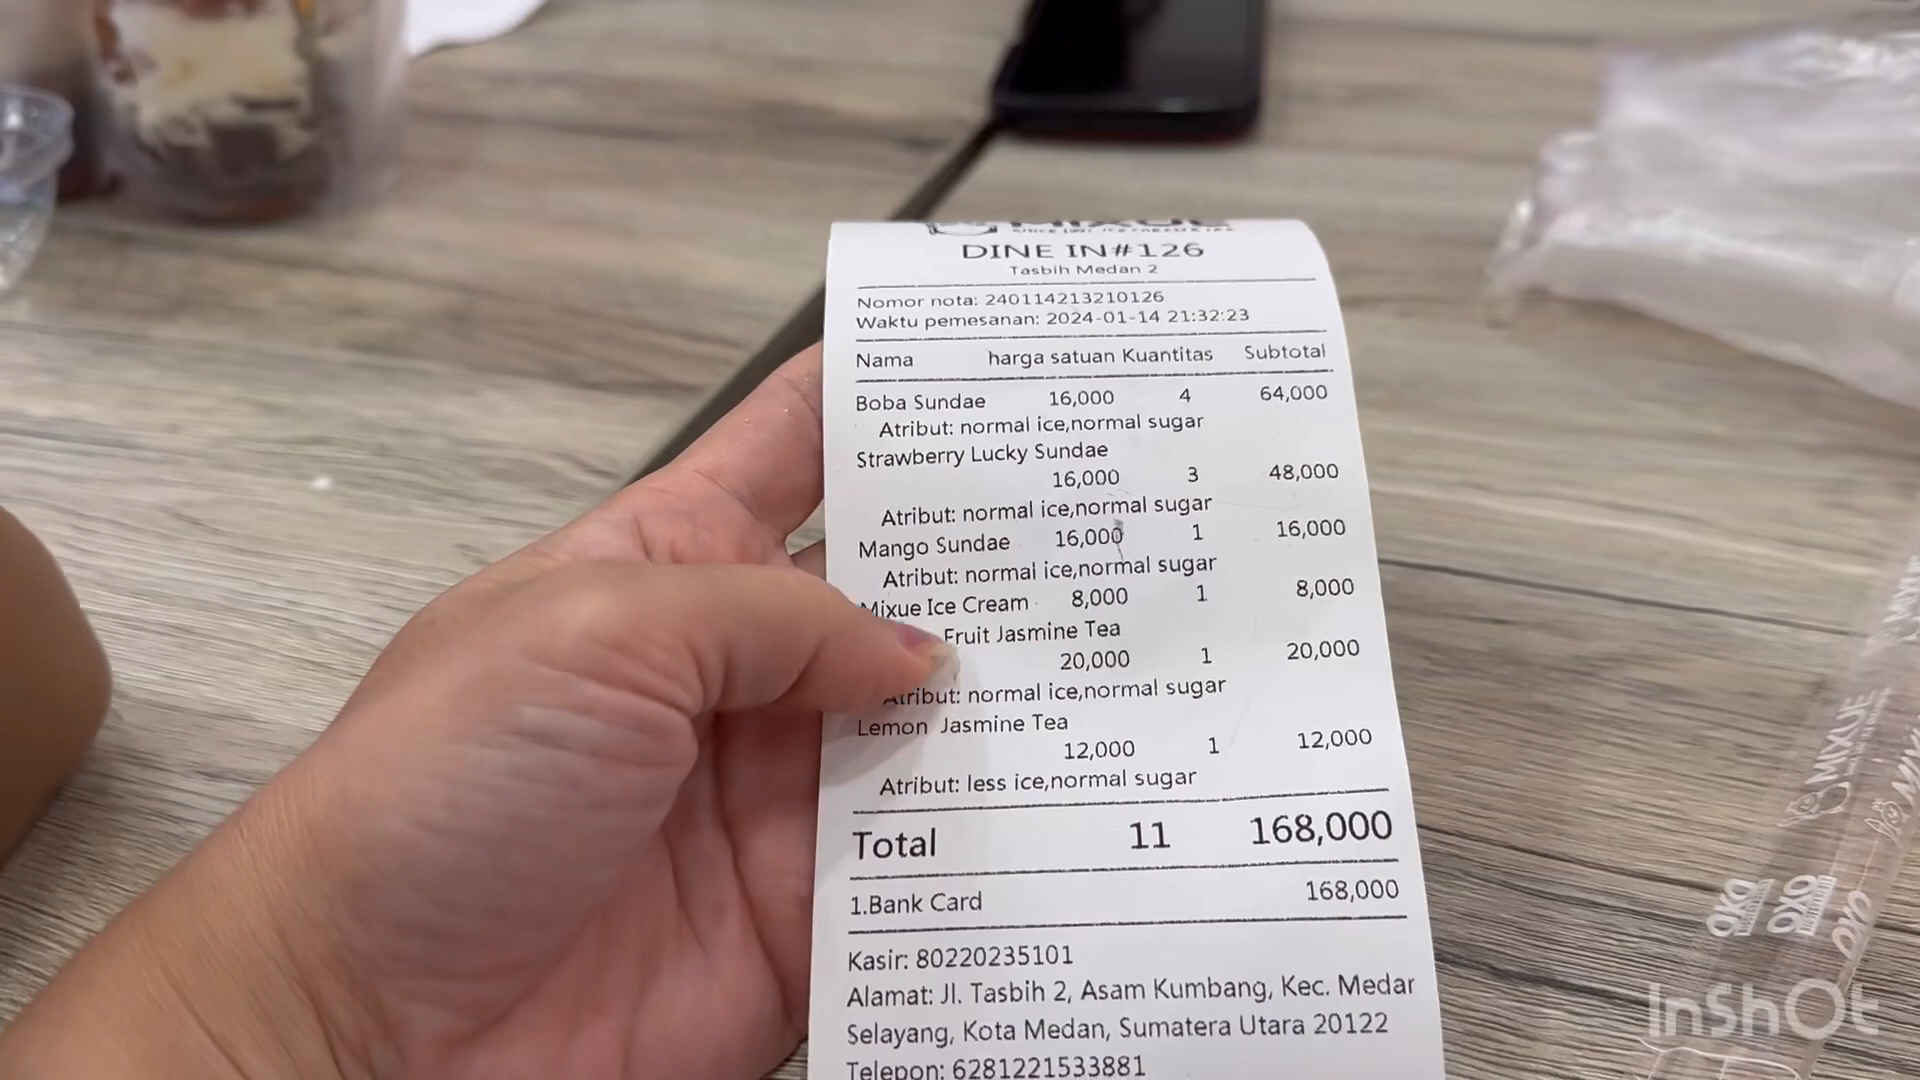 MIXUE
DINE IN#126
Tasbih Medan 2
Nomor nota: 240114213210126
Waktu pemesanan: 2024-01-14 21:32:23
Nama harga satuan Kuantitas Subtotal
Boba Sundae 16,000 4 64,000
Atribut: normal ice,normal sugar
Strawberry Lucky Sundae
16,000 3 48,000
Atribut: normal ice,normal sugar
Mango Sundae 16,000 1 16,000
Atribut: normal ice,normal sugar
Mixue Ice Cream 8,000 1 8,000
Fruit Jasmine Tea
20,000 1 20,000
Atribut: normal ice,normal sugar
Lemon Jasmine Tea
12,000 1 12,000
Atribut: less ice,normal sugar
Total 11 168,000
1.Bank Card 168,000
Kasir: 80220235101
Alamat: Jl. Tasbih 2, Asam Kumbang, Kec. Medar
Selayang, Kota Medan, Sumatera Utara 20122
Telepon: 6281221533881
MIXUE
InShOt